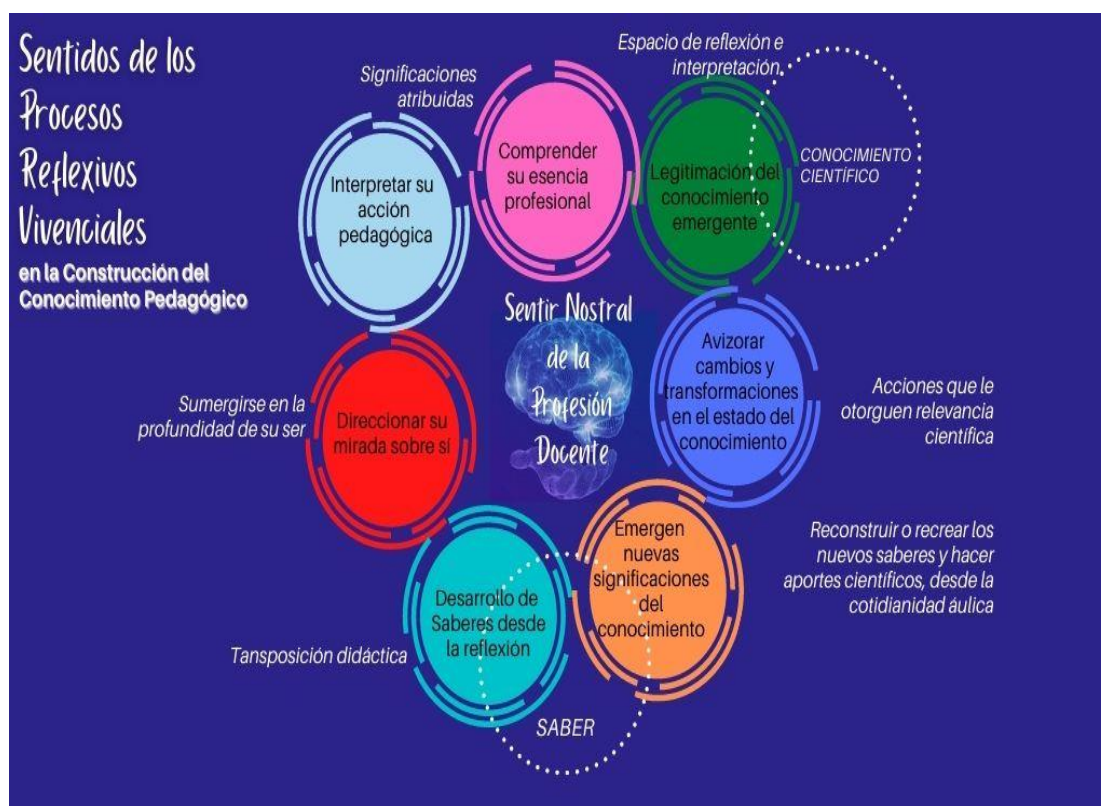 Sentidos de los
Procesos
Reflexivos
Vivenciales
en la Construcción del
Conocimiento Pedagógico
Significaciones
atribuidas
Espacio de reflexión e
interpretación.
Interpretar su
acción
pedagógica
Comprender
su esencia
profesional
Legitimación del
conocimiento
emergente
CONOCIMIENTO
CIENTÍFICO
Sentir Nostral
de la
Profesión
Docente
Avizorar
cambios y
transformaciones
en el estado del
conocimiento
Acciones que le
otorguen relevancia
científica
Sumergirse en la
profundidad de su ser
Direccionar su
mirada sobre sí
Emergen
nuevas
significaciones
del
conocimiento
Reconstruir o recrear los
nuevos saberes y hacer
aportes científicos, desde la
cotidianidad áulica
Desarrollo de
Saberes desde
la reflexión
Tansposición didáctica
SABER